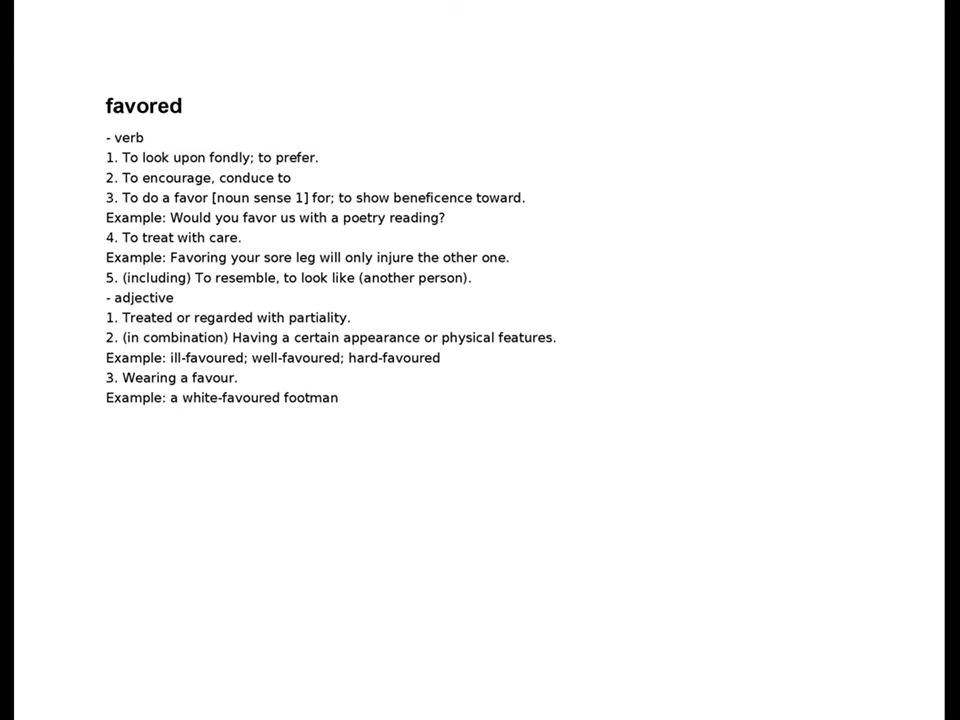 favored
- verb
1. To look upon fondly; to prefer.
2. To encourage, conduce to
3. To do a favor [noun sense 1] for; to show beneficence toward.
Example: Would you favor us with a poetry reading?
4. To treat with care.
Example: Favoring your sore leg will only injure the other one.
5. (including) To resemble, to look like (another person).
- adjective
1. Treated or regarded with partiality.
2. (in combination) Having a certain appearance or physical features.
Example: ill-favoured; well-favoured; hard-favoured
3. Wearing a favour.
Example: a white-favoured footman